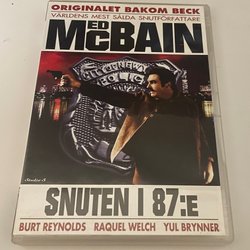 ORIGINALET BAKOM BECK
VÄRLDENS MEST SÅLDA SNUTFÖRFATTARE
ED
McBAIN
SNUTEN I 87:E
BURT REYNOLDS RAQUEL WELCH YUL BRYNNER